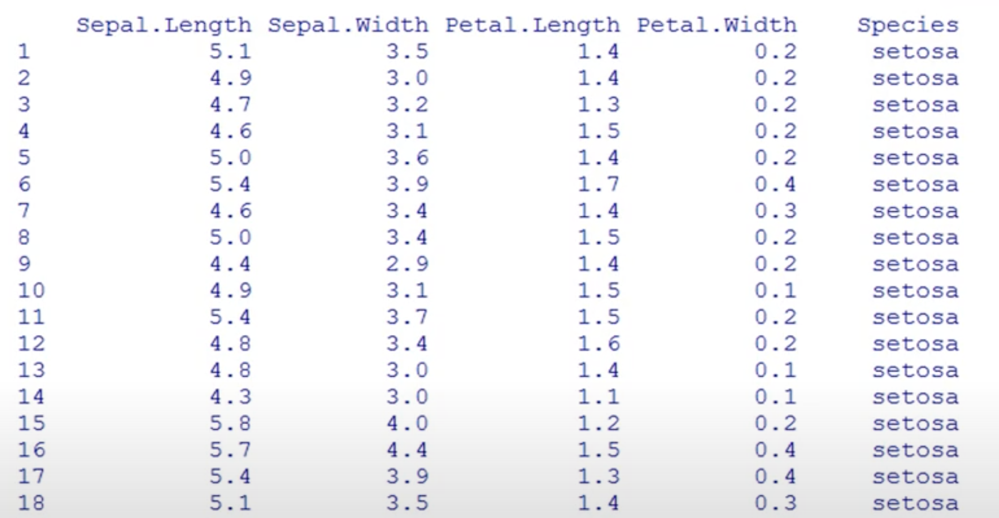 Sepal.Length Sepal.Width Petal.Length Petal.Width Species
1 5.1 3.5 1.4 0.2 setosa
2 4.9 3.0 1.4 0.2 setosa
3 4.7 3.2 1.3 0.2 setosa
4 4.6 3.1 1.5 0.2 setosa
5 5.0 3.6 1.4 0.2 setosa
6 5.4 3.9 1.7 0.4 setosa
7 4.6 3.4 1.4 0.3 setosa
8 5.0 3.4 1.5 0.2 setosa
9 4.4 2.9 1.4 0.2 setosa
10 4.9 3.1 1.5 0.1 setosa
11 5.4 3.7 1.5 0.2 setosa
12 4.8 3.4 1.6 0.2 setosa
13 4.8 3.0 1.4 0.1 setosa
14 4.3 3.0 1.1 0.1 setosa
15 5.8 4.0 1.2 0.2 setosa
16 5.7 4.4 1.5 0.4 setosa
17 5.4 3.9 1.3 0.4 setosa
18 5.1 3.5 1.4 0.3 setosa